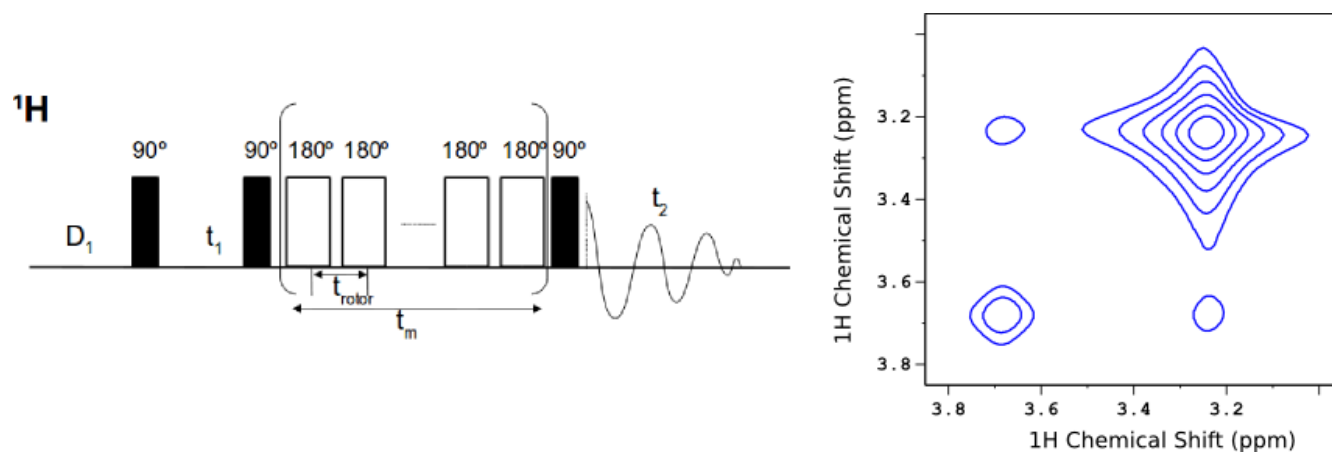 ¹H
90º 90º 180º 180º 180º 180º 90º
D₁ t₁ t₂
t_rotor
t_m
1H Chemical Shift (ppm)
3.2
3.4
3.6
3.8
3.8 3.6 3.4 3.2
1H Chemical Shift (ppm)